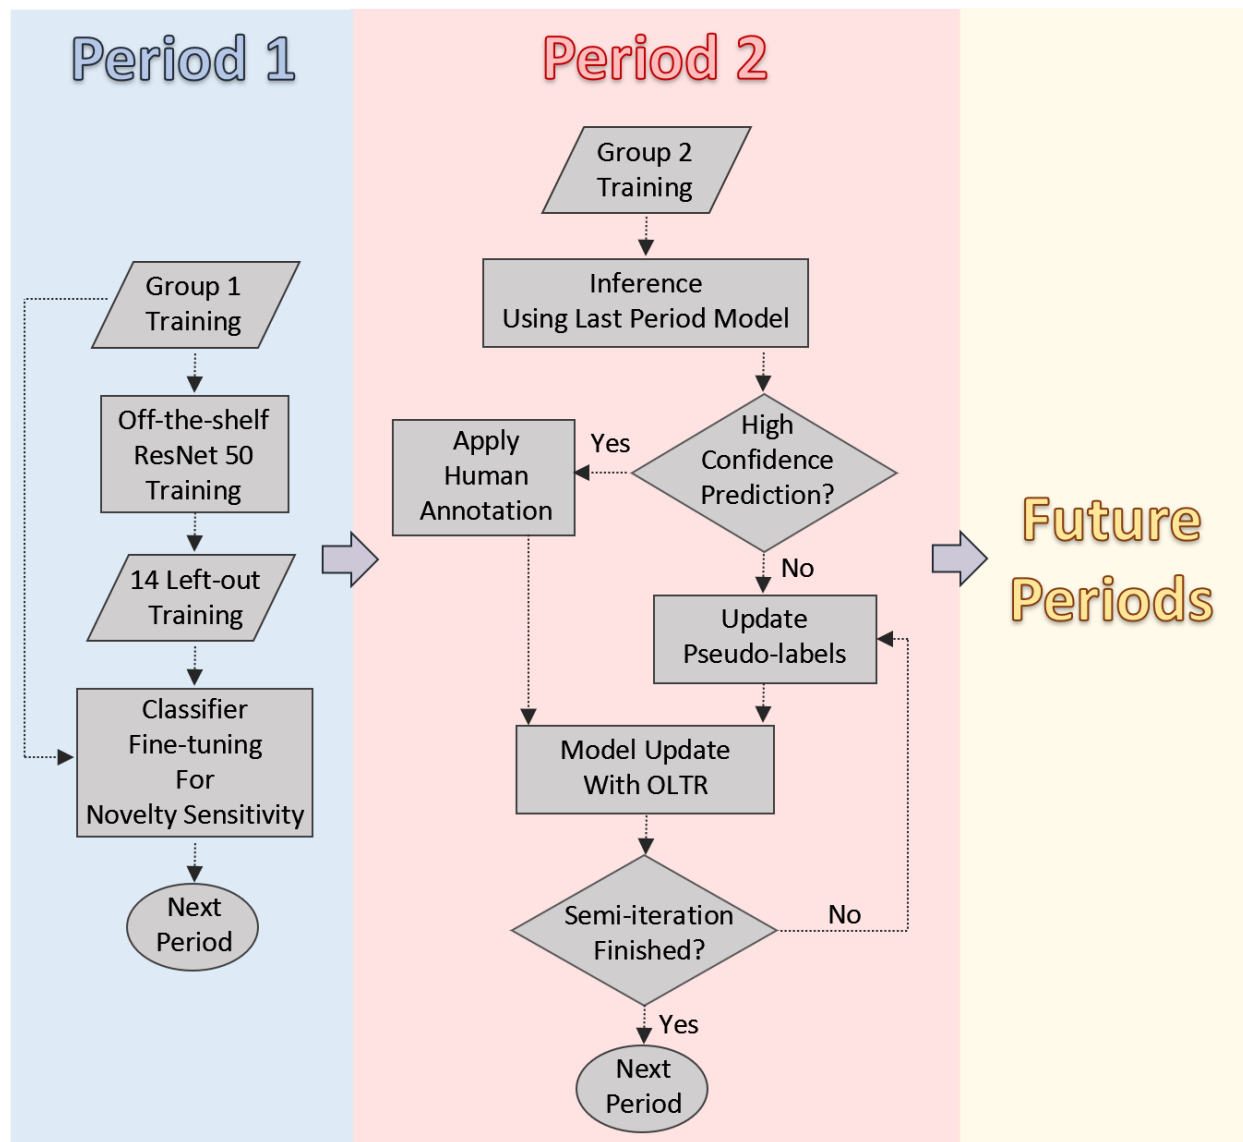 Period 1
Group 1
Training
Off-the-shelf
ResNet 50
Training
14 Left-out
Training
Classifier
Fine-tuning
For
Novelty Sensitivity
Next
Period
Period 2
Group 2
Training
Inference
Using Last Period Model
High
Confidence
Prediction?
Yes
Apply
Human
Annotation
No
Update
Pseudo-labels
Model Update
With OLTR
Semi-iteration
Finished?
No
Yes
Next
Period
Future
Periods